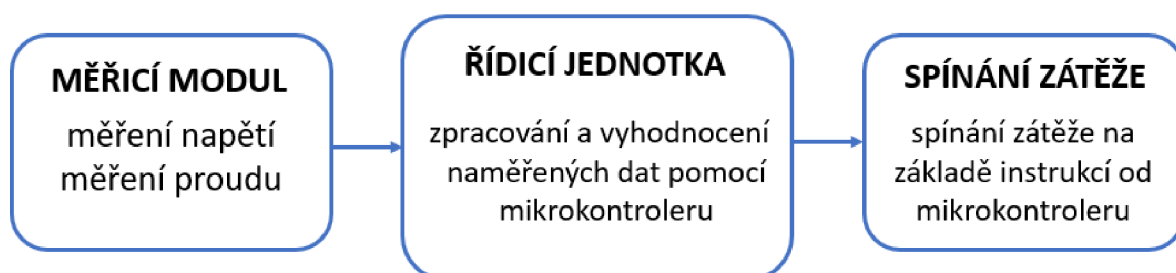 MĚŘICÍ MODUL
měření napětí
měření proudu
ŘÍDICÍ JEDNOTKA
zpracování a vyhodnocení
naměřených dat pomocí
mikrokontroleru
SPÍNÁNÍ ZÁTĚŽE
spínání zátěže na
základě instrukcí od
mikrokontroleru